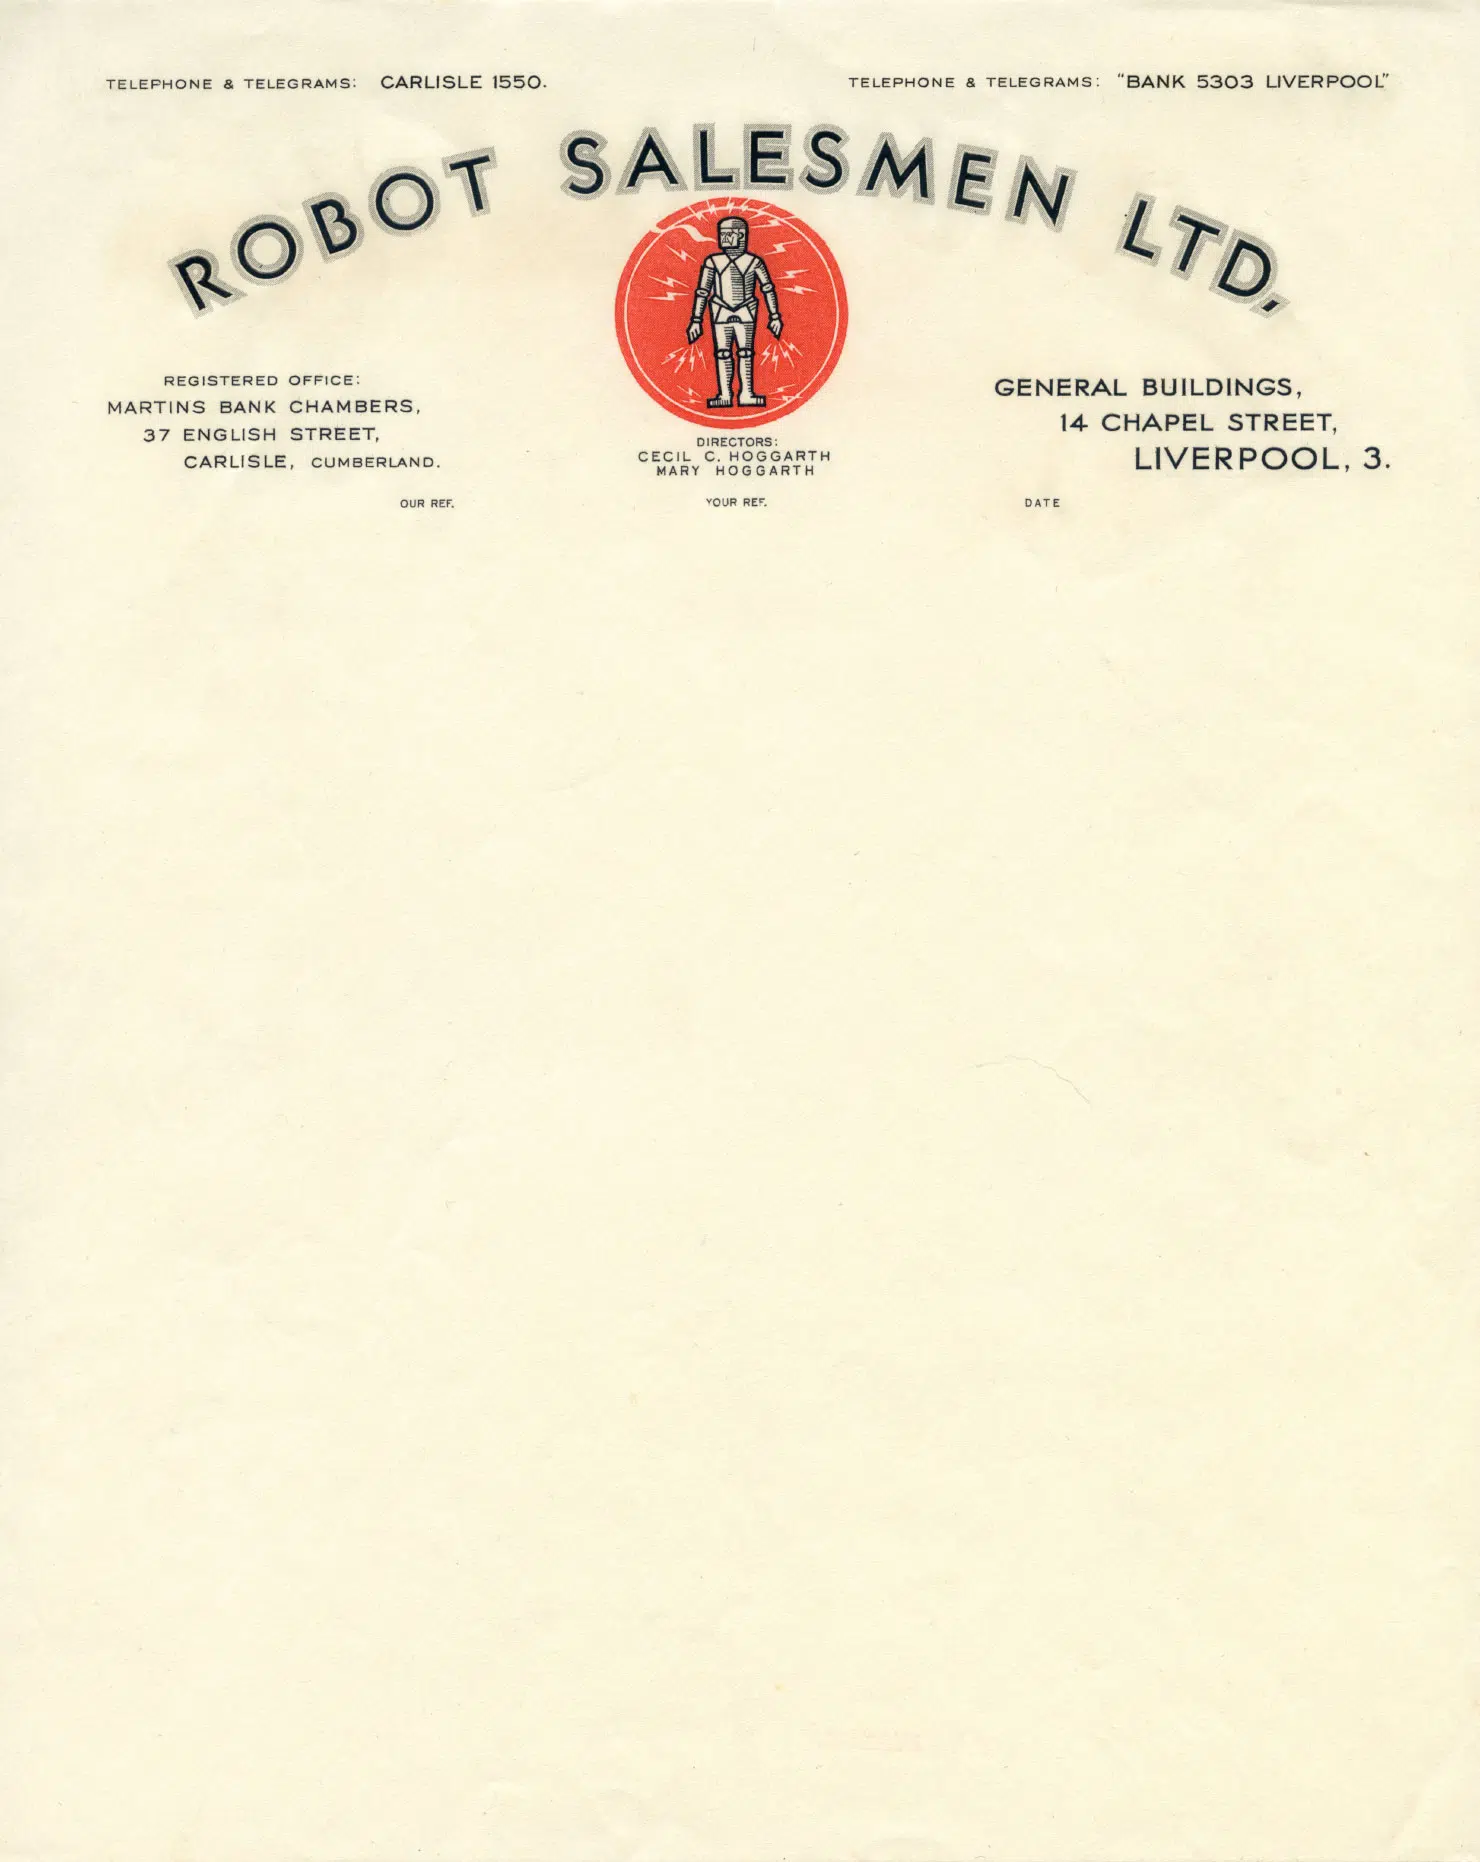 TELEPHONE & TELEGRAMS: CARLISLE 1550.
TELEPHONE & TELEGRAMS: "BANK 5303 LIVERPOOL"
ROBOT SALESMEN LTD,
REGISTERED OFFICE:
MARTINS BANK CHAMBERS,
37 ENGLISH STREET,
CARLISLE, CUMBERLAND.
DIRECTORS:
CECIL C. HOGGARTH
MARY HOGGARTH
GENERAL BUILDINGS,
14 CHAPEL STREET,
LIVERPOOL, 3.
OUR REF.
YOUR REF.
DATE